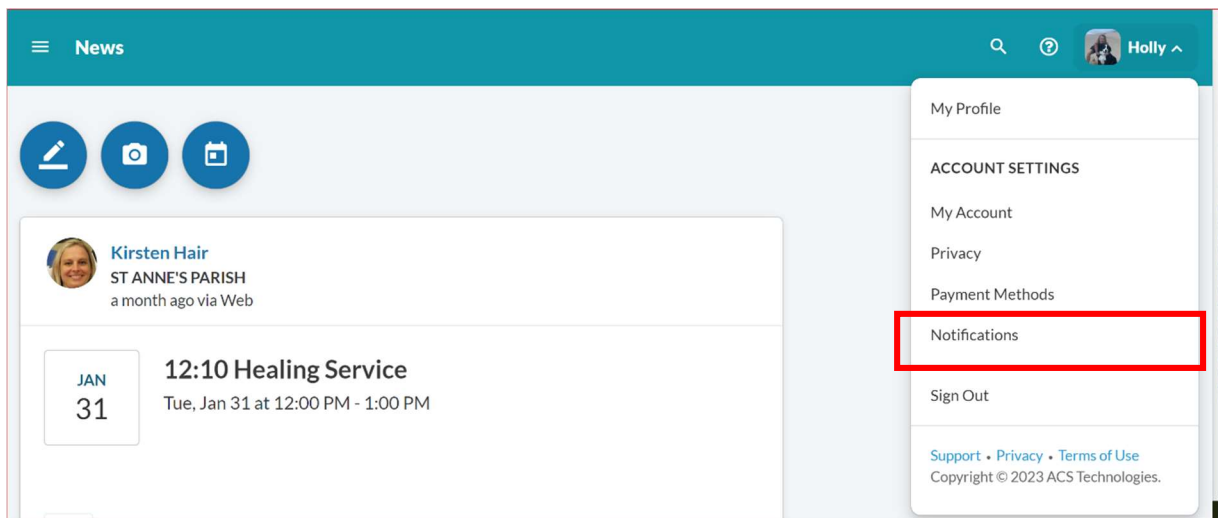 News
Holly
My Profile
ACCOUNT SETTINGS
My Account
Privacy
Payment Methods
Notifications
Sign Out
Support • Privacy • Terms of Use
Copyright © 2023 ACS Technologies.
Kirsten Hair
ST ANNE'S PARISH
a month ago via Web
JAN
31
12:10 Healing Service
Tue, Jan 31 at 12:00 PM - 1:00 PM